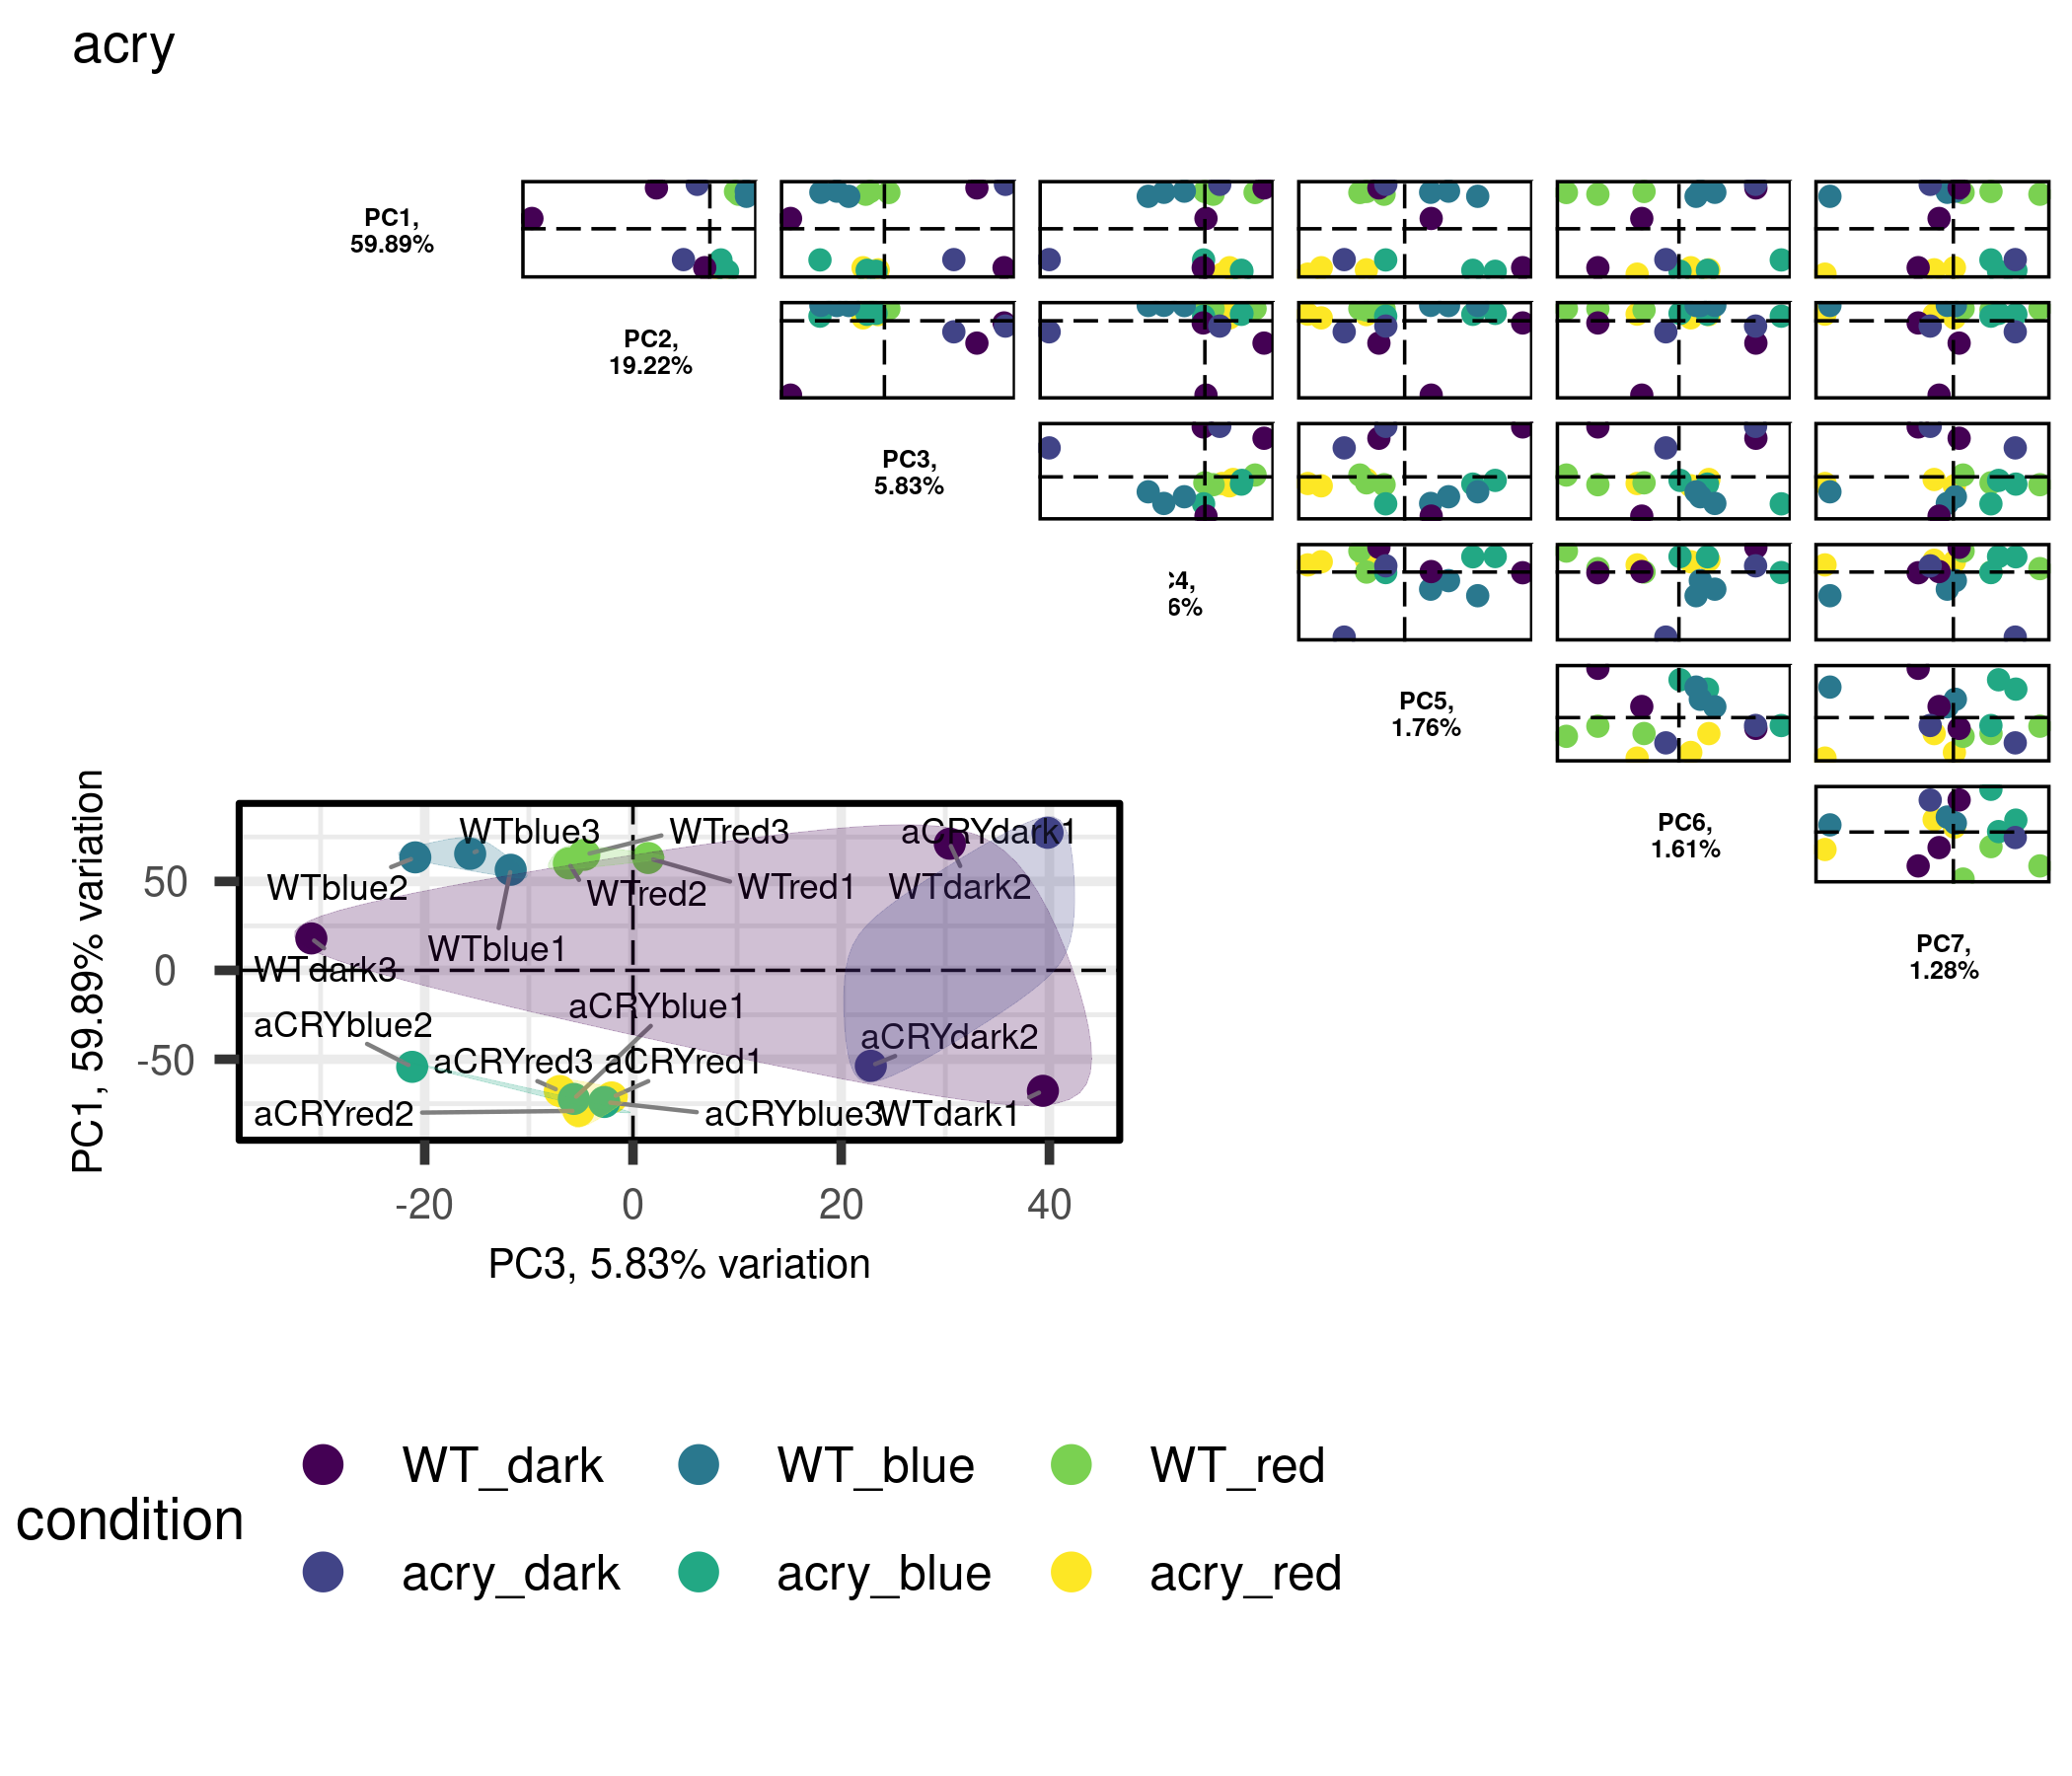 acry
PC1,
59.89%
PC2,
19.22%
PC3,
5.83%
C4,
6%
PC5,
1.76%
PC6,
1.61%
PC7,
1.28%
PC1, 59.89% variation
50
0
-50
WTblue3
WTred3
aCRYdark1
WTblue2
WTred2
WTred1
WTdark2
WTblue1
WTdark3
aCRYblue1
aCRYblue2
aCRYdark2
aCRYred3
aCRYred1
aCRYred2
aCRYblue3
WTdark1
-20
0
20
40
PC3, 5.83% variation
condition
WT_dark
WT_blue
WT_red
acry_dark
acry_blue
acry_red